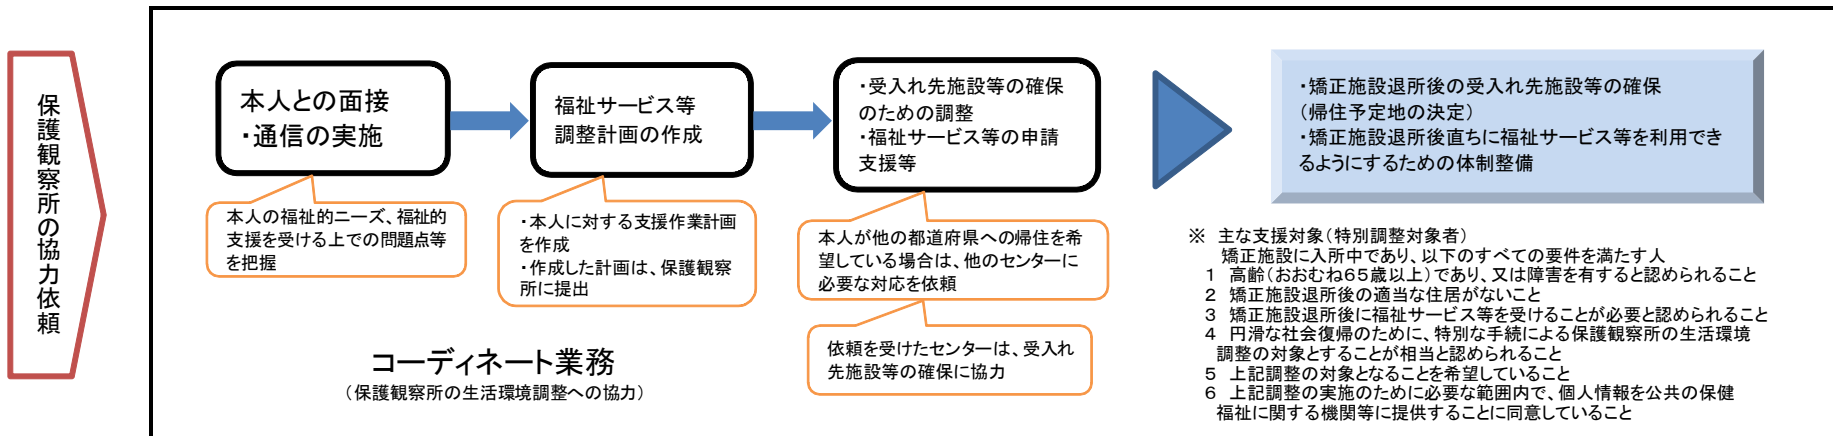 保護観察所の協力依頼
本人との面接
・通信の実施
福祉サービス等
調整計画の作成
・受入れ先施設等の確保
のための調整
・福祉サービス等の申請
支援等
・矯正施設退所後の受入れ先施設等の確保
(帰住予定地の決定)
・矯正施設退所後直ちに福祉サービス等を利用でき
るようにするための体制整備
本人の福祉的ニーズ、福祉的
支援を受ける上での問題点等
を把握
・本人に対する支援作業計画
を作成
・作成した計画は、保護観察
所に提出
本人が他の都道府県への帰住を希
望している場合は、他のセンターに
必要な対応を依頼
依頼を受けたセンターは、受入れ
先施設等の確保に協力
コーディネート業務
(保護観察所の生活環境調整への協力)
※ 主な支援対象(特別調整対象者)
矯正施設に入所中であり、以下のすべての要件を満たす人
1 高齢(おおむね65歳以上)であり、又は障害を有すると認められること
2 矯正施設退所後の適当な住居がないこと
3 矯正施設退所後に福祉サービス等を受けることが必要と認められること
4 円滑な社会復帰のために、特別な手続による保護観察所の生活環境
調整の対象とすることが相当と認められること
5 上記調整の対象となることを希望していること
6 上記調整の実施のために必要な範囲内で、個人情報を公共の保健
福祉に関する機関等に提供することに同意していること